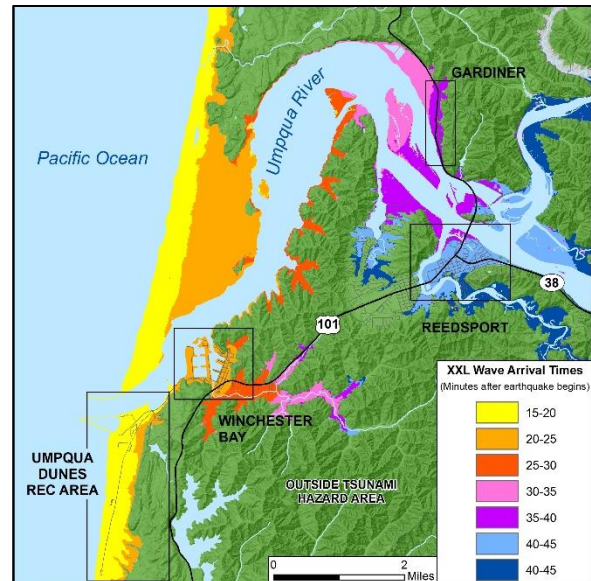 GARDINER
Umpqua River
Pacific Ocean
38
101
REEDSPORT
WINCHESTER
BAY
UMPQUA
DUNES
REC AREA
OUTSIDE TSUNAMI
HAZARD AREA
0 2
Miles
XXL Wave Arrival Times
(Minutes after earthquake begins)
15-20
20-25
25-30
30-35
35-40
40-45
40-45